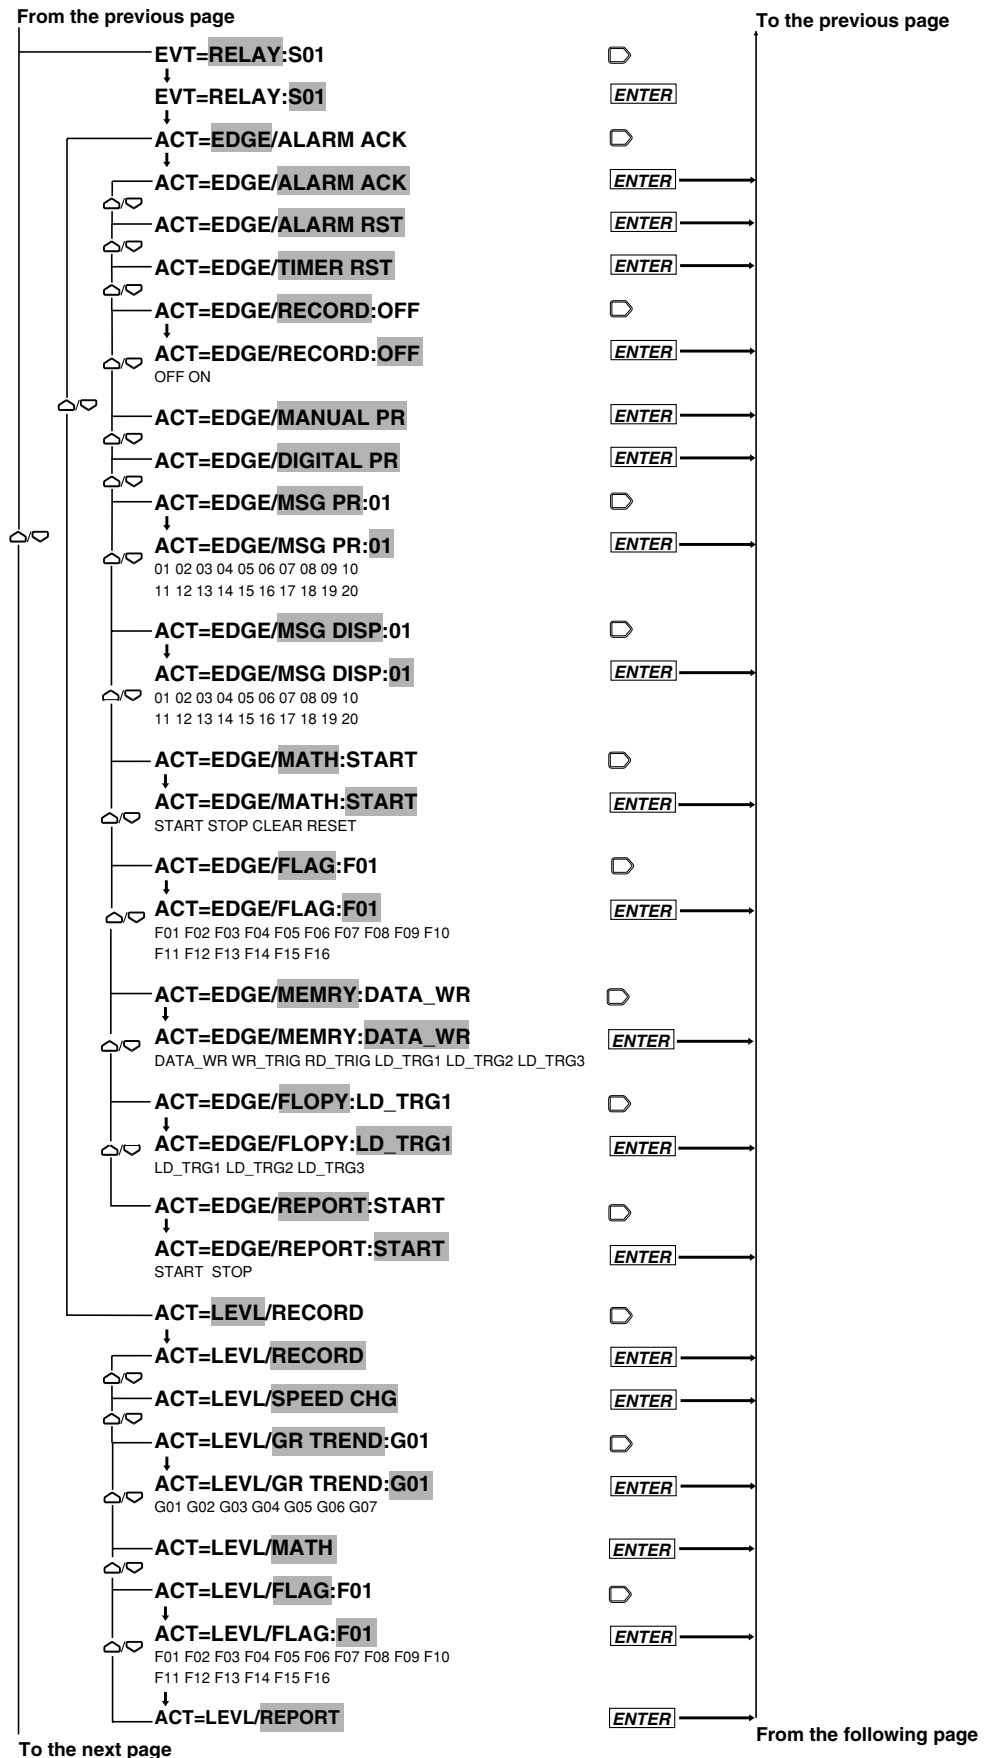 From the previous page
To the previous page
EVT=RELAY:S01
EVT=RELAY:S01 ENTER
ACT=EDGE/ALARM ACK
ACT=EDGE/ALARM ACK ENTER
ACT=EDGE/ALARM RST ENTER
ACT=EDGE/TIMER RST ENTER
ACT=EDGE/RECORD:OFF
ACT=EDGE/RECORD:OFF ENTER
OFF ON
ACT=EDGE/MANUAL PR ENTER
ACT=EDGE/DIGITAL PR ENTER
ACT=EDGE/MSG PR:01
ACT=EDGE/MSG PR:01 ENTER
01 02 03 04 05 06 07 08 09 10
11 12 13 14 15 16 17 18 19 20
ACT=EDGE/MSG DISP:01
ACT=EDGE/MSG DISP:01 ENTER
01 02 03 04 05 06 07 08 09 10
11 12 13 14 15 16 17 18 19 20
ACT=EDGE/MATH:START
ACT=EDGE/MATH:START ENTER
START STOP CLEAR RESET
ACT=EDGE/FLAG:F01
ACT=EDGE/FLAG:F01 ENTER
F01 F02 F03 F04 F05 F06 F07 F08 F09 F10
F11 F12 F13 F14 F15 F16
ACT=EDGE/MEMRY:DATA_WR
ACT=EDGE/MEMRY:DATA_WR ENTER
DATA_WR WR_TRIG RD_TRIG LD_TRG1 LD_TRG2 LD_TRG3
ACT=EDGE/FLOPY:LD_TRG1
ACT=EDGE/FLOPY:LD_TRG1 ENTER
LD_TRG1 LD_TRG2 LD_TRG3
ACT=EDGE/REPORT:START
ACT=EDGE/REPORT:START ENTER
START STOP
ACT=LEVL/RECORD
ACT=LEVL/RECORD ENTER
ACT=LEVL/SPEED CHG ENTER
ACT=LEVL/GR TREND:G01
ACT=LEVL/GR TREND:G01 ENTER
G01 G02 G03 G04 G05 G06 G07
ACT=LEVL/MATH ENTER
ACT=LEVL/FLAG:F01
ACT=LEVL/FLAG:F01 ENTER
F01 F02 F03 F04 F05 F06 F07 F08 F09 F10
F11 F12 F13 F14 F15 F16
ACT=LEVL/REPORT ENTER
From the following page
To the next page